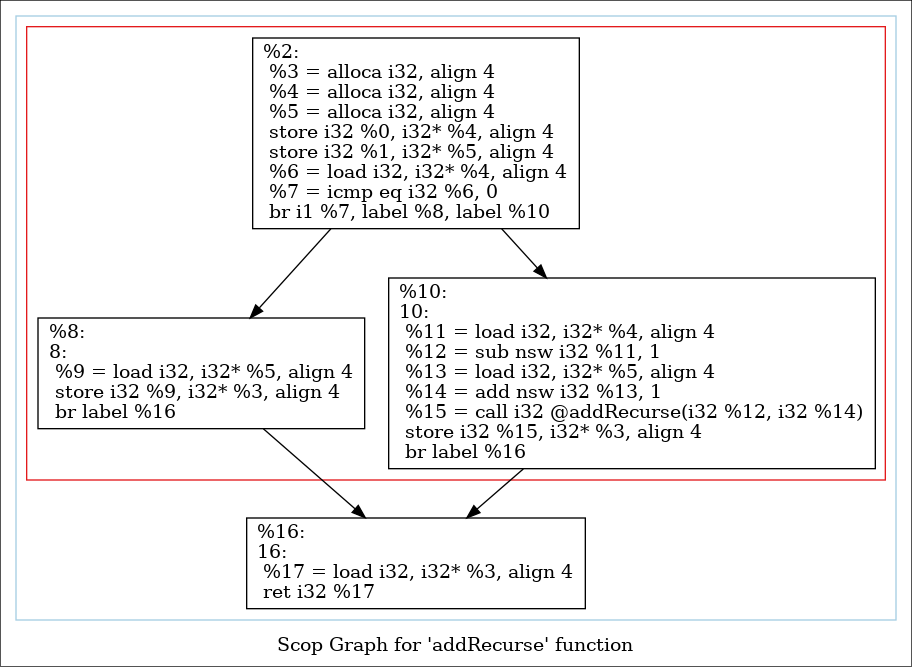 %2:
%3 = alloca i32, align 4
%4 = alloca i32, align 4
%5 = alloca i32, align 4
store i32 %0, i32* %4, align 4
store i32 %1, i32* %5, align 4
%6 = load i32, i32* %4, align 4
%7 = icmp eq i32 %6, 0
br i1 %7, label %8, label %10
%8:
8:
%9 = load i32, i32* %5, align 4
store i32 %9, i32* %3, align 4
br label %16
%10:
10:
%11 = load i32, i32* %4, align 4
%12 = sub nsw i32 %11, 1
%13 = load i32, i32* %5, align 4
%14 = add nsw i32 %13, 1
%15 = call i32 @addRecurse(i32 %12, i32 %14)
store i32 %15, i32* %3, align 4
br label %16
%16:
16:
%17 = load i32, i32* %3, align 4
ret i32 %17
Scop Graph for 'addRecurse' function